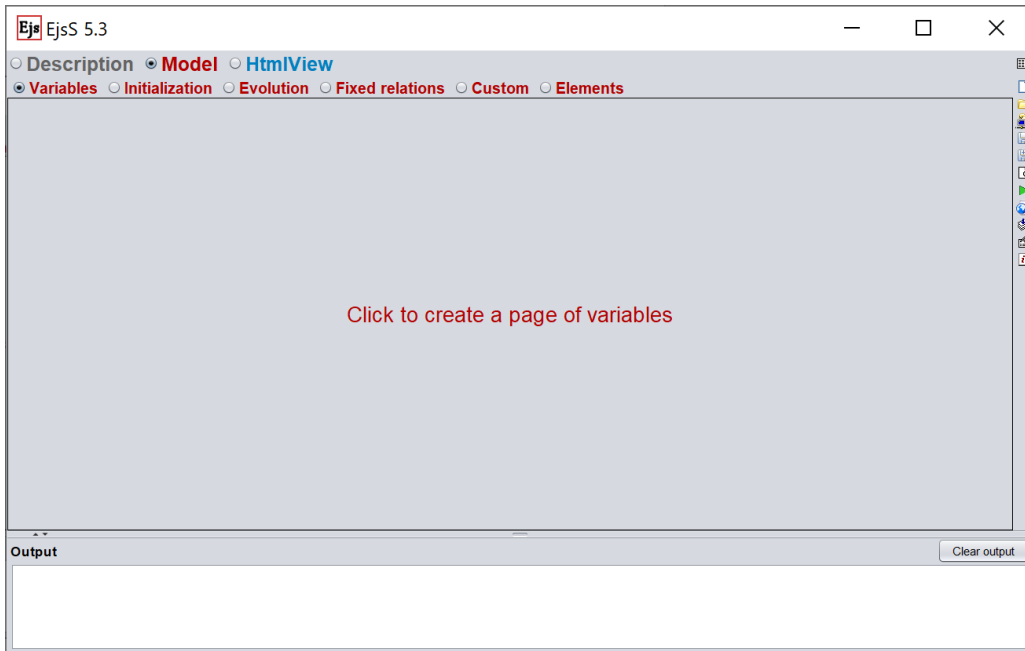 Ejs EjsS 5.3
Description Model HtmlView
Variables Initialization Evolution Fixed relations Custom Elements
Click to create a page of variables
Output Clear output